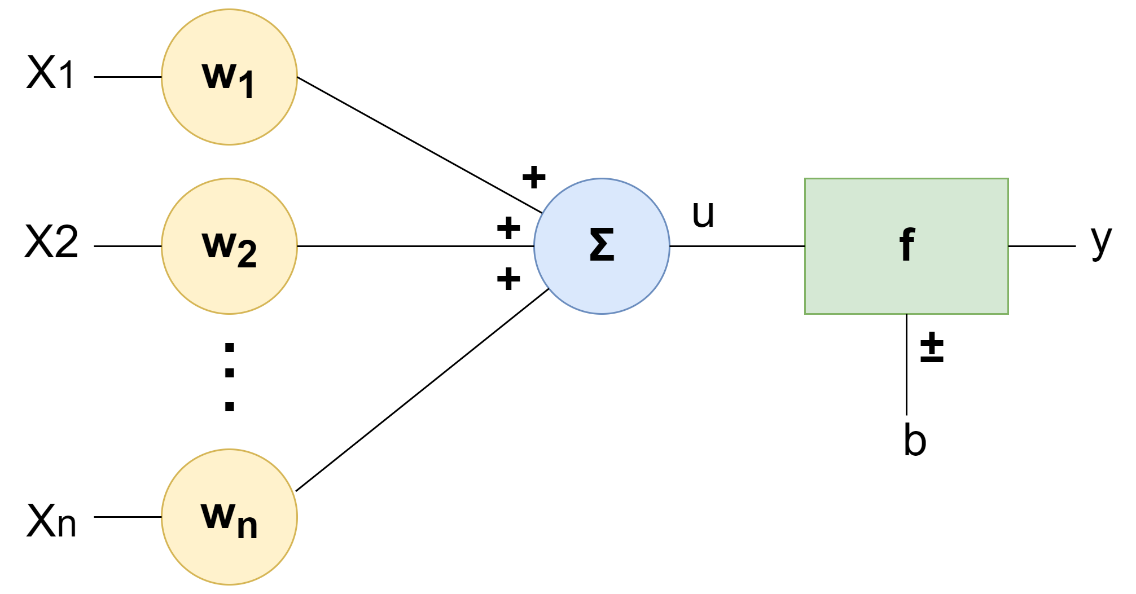 X1
w1
+
X2
w2
+
+
Σ
u
f
y
±
b
⋮
Xn
wn